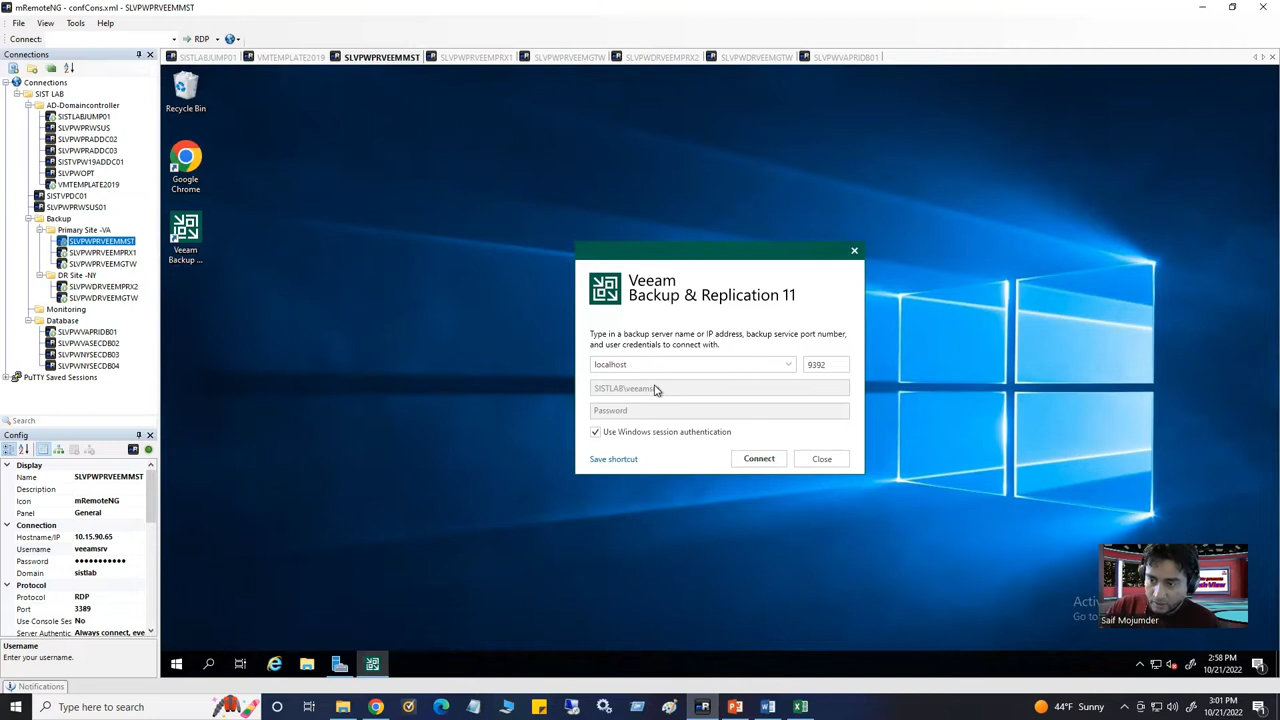 mRemoteNG - confCons.xml - SLVPWPRVEEMMST
File View Tools Help
Connect: RDP
Connections
Connections
SIST LAB
AD-Domaincontroller
SISTLABJUMP01
SLVPWPRWSUS
SLVPWPRADDC02
SLVPWPRADDC03
SISTVPW19ADDC01
SLVPWOPT
VMTEMPLATE2019
SISTVPDC01
SLVPWPRWSUS01
Backup
Primary Site -VA
SLVPWPRVEEMMST
SLVPWPRVEEMPRX1
SLVPWPRVEEMGTW
DR Site -NY
SLVPWDRVEEMPRX2
SLVPWDRVEEMGTW
Monitoring
Database
SLVPWVAPRIDB01
SLVPWVASECDB02
SLVPWNYSECDB03
SLVPWNYSECDB04
PuTTY Saved Sessions
Search
Config
Display
Name SLVPWPRVEEMMST
Description
Icon mRemoteNG
Panel General
Connection
Hostname/IP 10.15.90.65
Username veeamsrv
Password ●●●●●●●●●●●
Domain sistlab
Protocol
Protocol RDP
Port 3389
Use Console Ses No
Server Authentic Always connect, eve
Username
Enter your username.
Notifications
SISTLABJUMP01 VMTEMPLATE2019 SLVPWPRVEEMMST SLVPWPRVEEMPRX1 SLVPWPRVEEMGTW SLVPWDRVEEMPRX2 SLVPWDRVEEMGTW SLVPWVAPRIDB01
Recycle Bin
Google
Chrome
Veeam
Backup ...
Veeam
Backup & Replication 11
Type in a backup server name or IP address, backup service port number,
and user credentials to connect with.
localhost 9392
SISTLAB\veeams
Password
Use Windows session authentication
Save shortcut Connect Close
Activ
Go to
Saif Mojumder
2:58 PM
10/21/2022
Type here to search
44°F Sunny
3:01 PM
10/21/2022